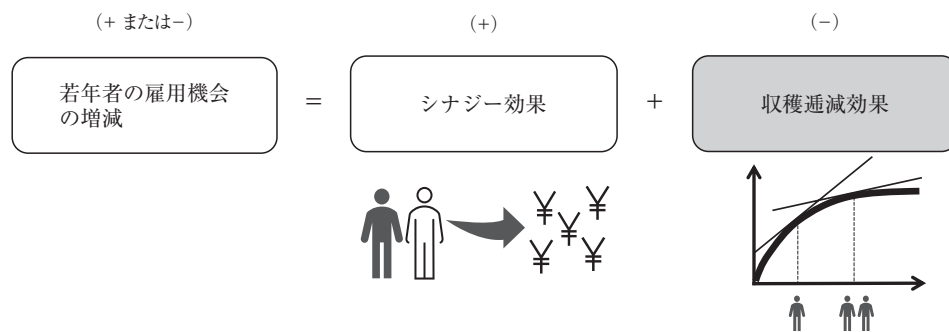 (+ または−)
(+)
(−)
若年者の雇用機会
の増減
=
シナジー効果
+
収穫逓減効果
¥ ¥
¥
¥ ¥